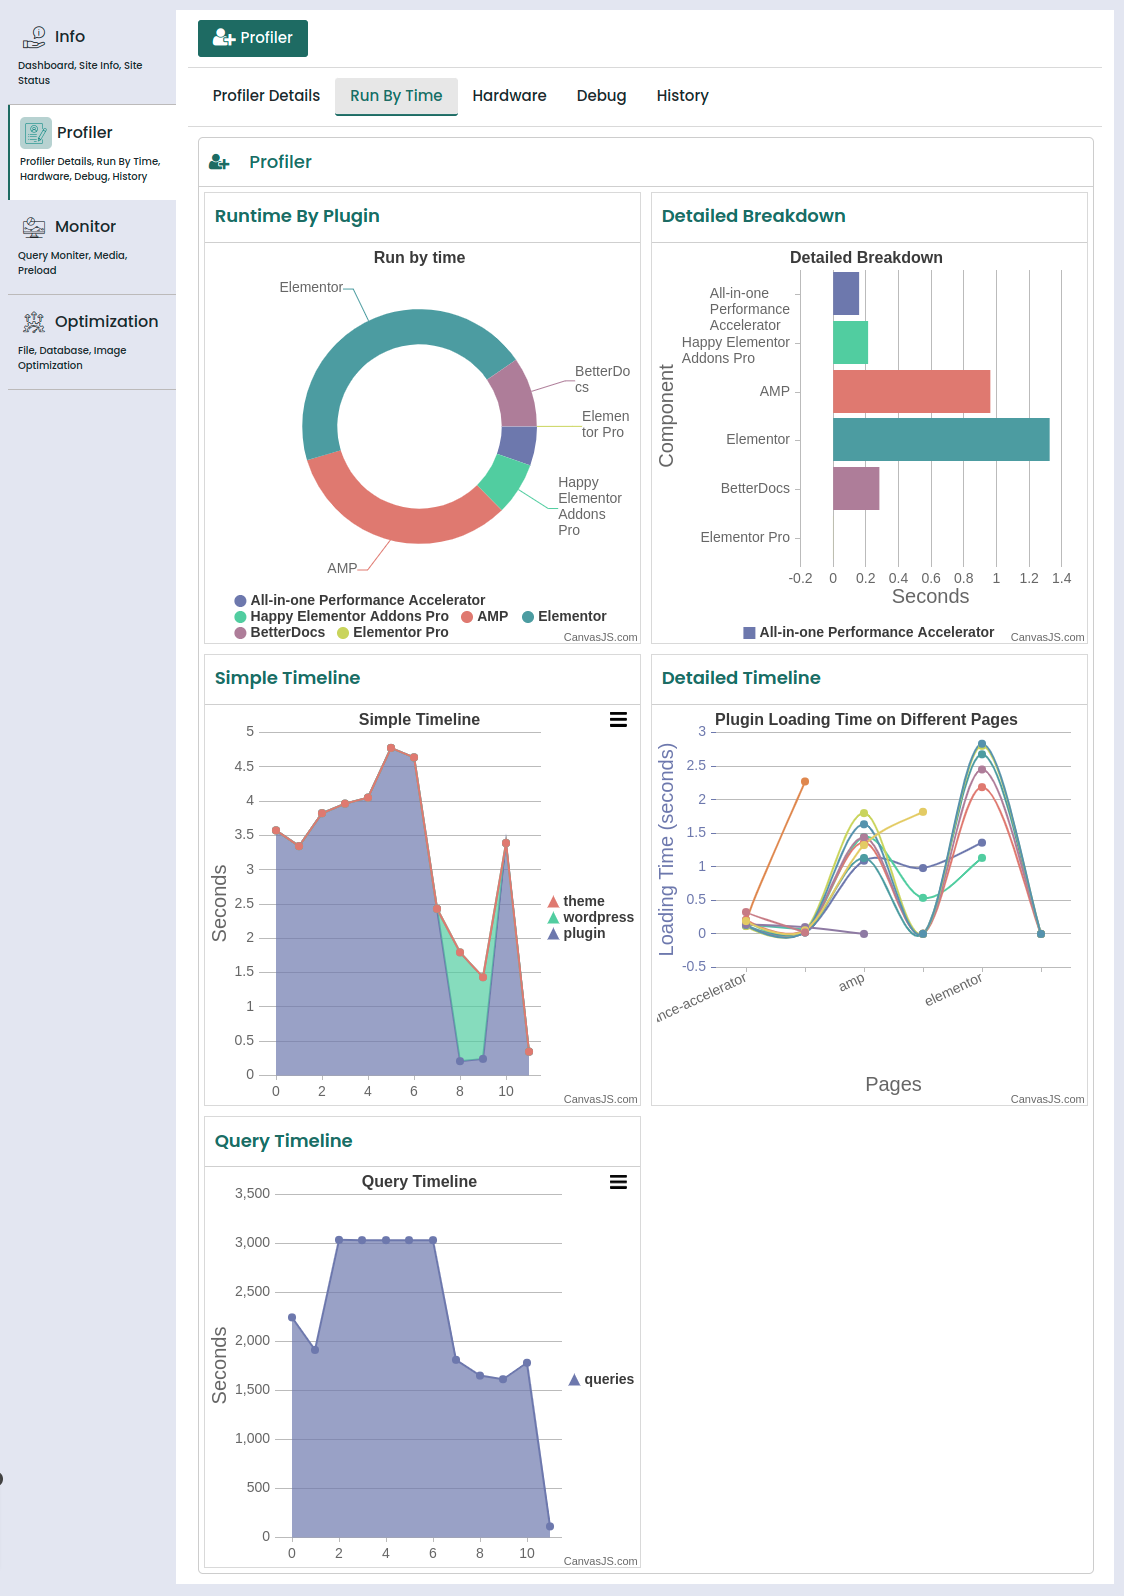 Info
Dashboard, Site Info, Site
Status
Profiler
Profiler Details, Run By Time,
Hardware, Debug, History
Monitor
Query Moniter, Media,
Preload
Optimization
File, Database, Image
Optimization
Profiler
Profiler Details
Run By Time
Hardware
Debug
History
Profiler
Runtime By Plugin
Run by time
Elementor
BetterDo
cs
Elemen
tor Pro
Happy
Elementor
Addons
Pro
AMP
All-in-one Performance Accelerator
Happy Elementor Addons Pro AMP Elementor
BetterDocs Elementor Pro
CanvasJS.com
Detailed Breakdown
Detailed Breakdown
All-in-one
Performance
Accelerator
Happy Elementor
Addons Pro
AMP
Elementor
BetterDocs
Elementor Pro
Component
-0.2 0 0.2 0.4 0.6 0.8 1 1.2 1.4
Seconds
All-in-one Performance Accelerator
CanvasJS.com
Simple Timeline
Simple Timeline
5
4.5
4
3.5
3
2.5
2
1.5
1
0.5
0
Seconds
0 2 4 6 8 10
theme
wordpress
plugin
CanvasJS.com
Detailed Timeline
Plugin Loading Time on Different Pages
3
2.5
2
1.5
1
0.5
0
-0.5
Loading Time (seconds)
nce-accelerator
amp
elementor
Pages
CanvasJS.com
Query Timeline
Query Timeline
3,500
3,000
2,500
2,000
1,500
1,000
500
0
Seconds
0 2 4 6 8 10
queries
CanvasJS.com